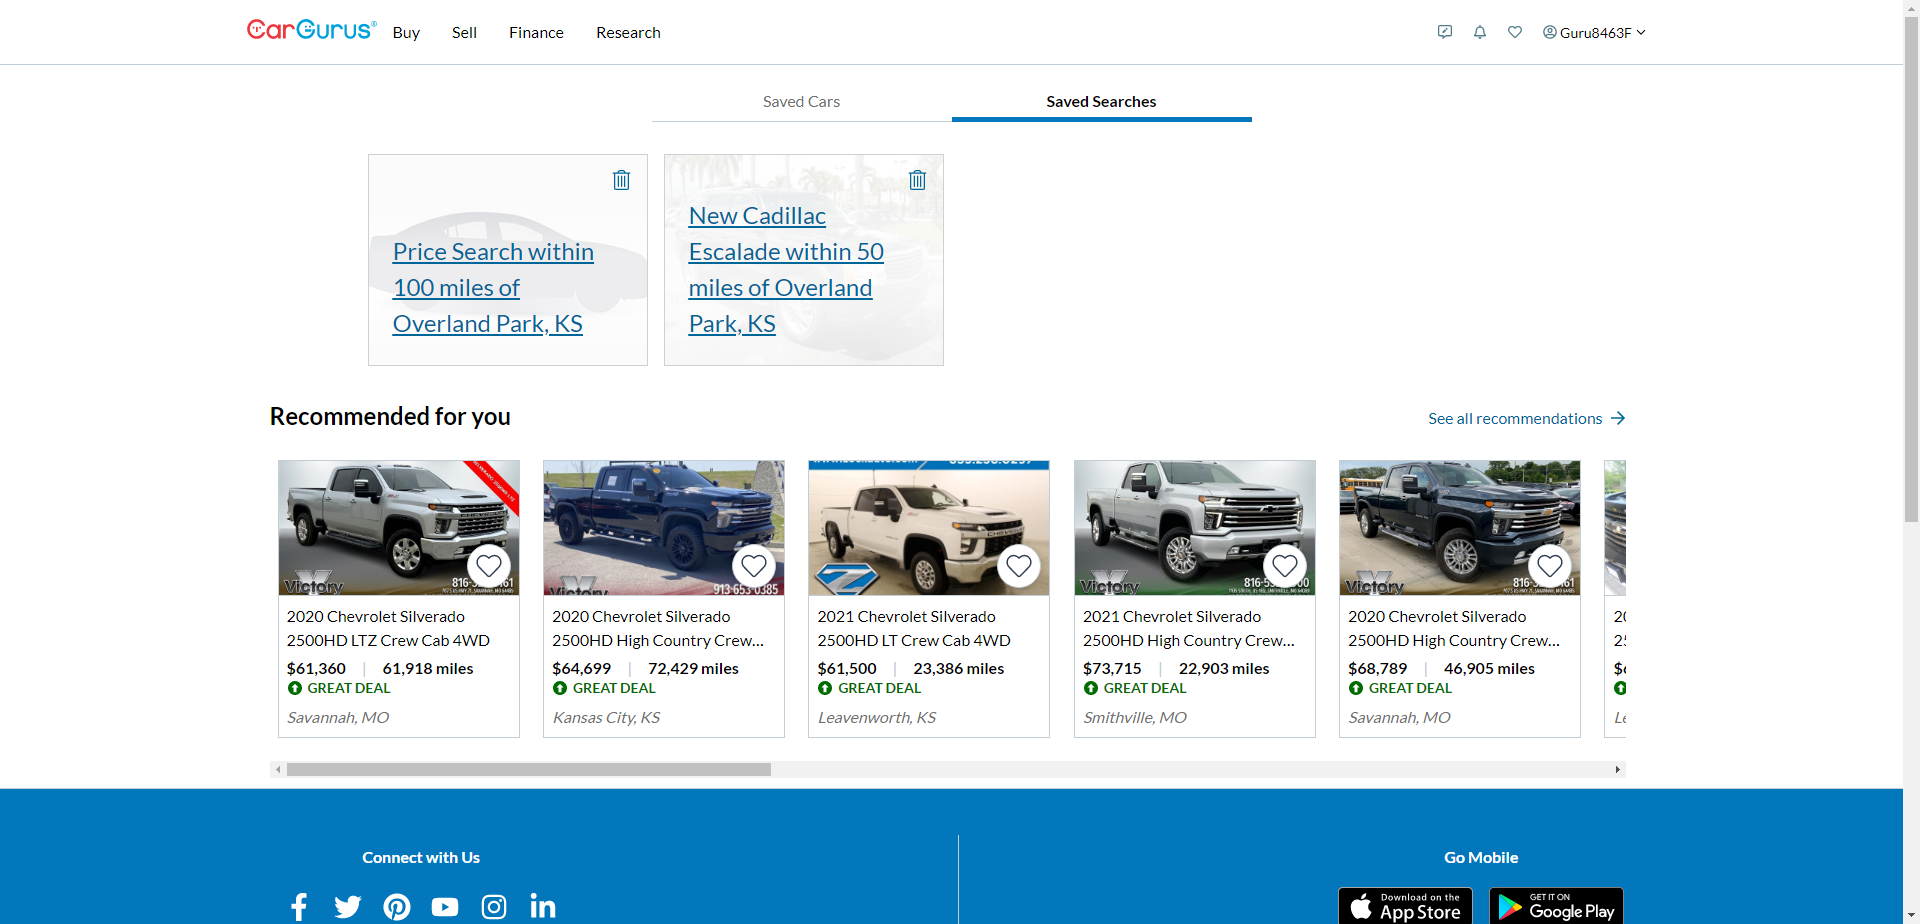 CarGurus®
Buy
Sell
Finance
Research
Guru8463F
Saved Cars
Saved Searches
Price Search within
100 miles of
Overland Park, KS
New Cadillac
Escalade within 50
miles of Overland
Park, KS
Recommended for you
See all recommendations
Victory
2020 Chevrolet Silverado
2500HD LTZ Crew Cab 4WD
$61,360 | 61,918 miles
GREAT DEAL
Savannah, MO
Victory
913-653-0385
2020 Chevrolet Silverado
2500HD High Country Crew...
$64,699 | 72,429 miles
GREAT DEAL
Kansas City, KS
2021 Chevrolet Silverado
2500HD LT Crew Cab 4WD
$61,500 | 23,386 miles
GREAT DEAL
Leavenworth, KS
Victory
2021 Chevrolet Silverado
2500HD High Country Crew...
$73,715 | 22,903 miles
GREAT DEAL
Smithville, MO
Victory
2020 Chevrolet Silverado
2500HD High Country Crew...
$68,789 | 46,905 miles
GREAT DEAL
Savannah, MO
Connect with Us
Go Mobile
Download on the
App Store
GET IT ON
Google Play